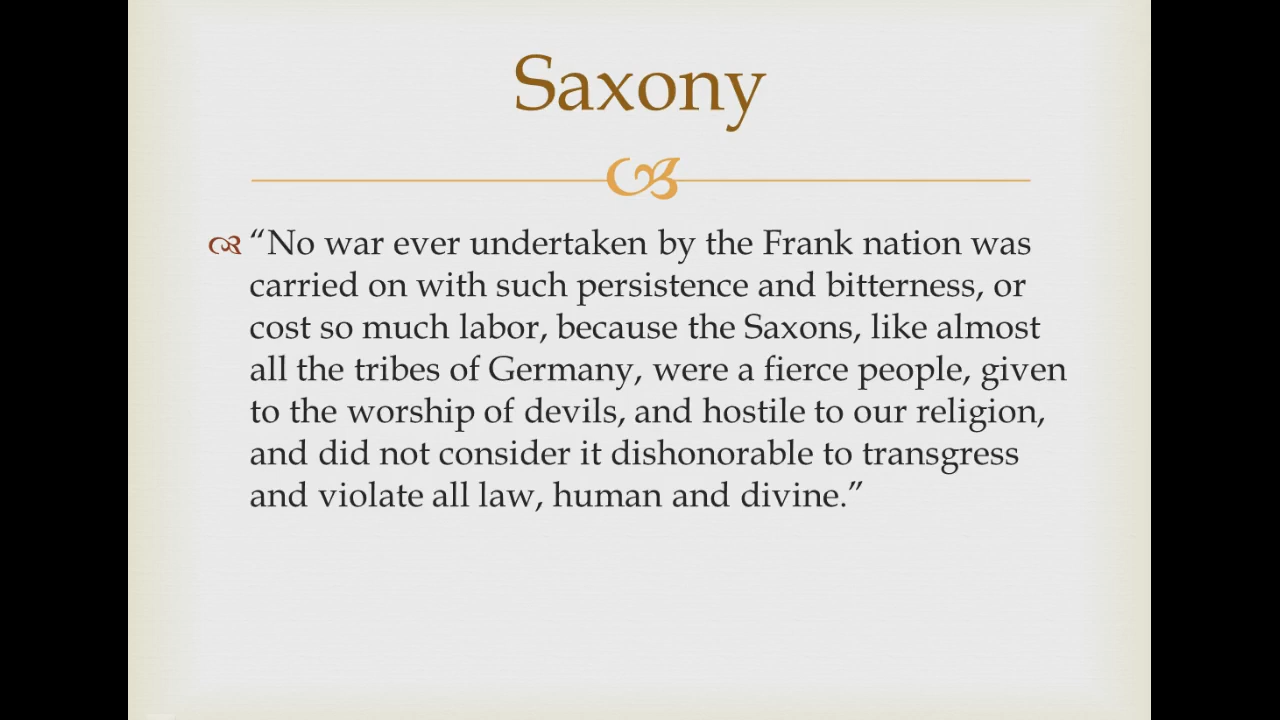 Saxony
“No war ever undertaken by the Frank nation was
carried on with such persistence and bitterness, or
cost so much labor, because the Saxons, like almost
all the tribes of Germany, were a fierce people, given
to the worship of devils, and hostile to our religion,
and did not consider it dishonorable to transgress
and violate all law, human and divine.”